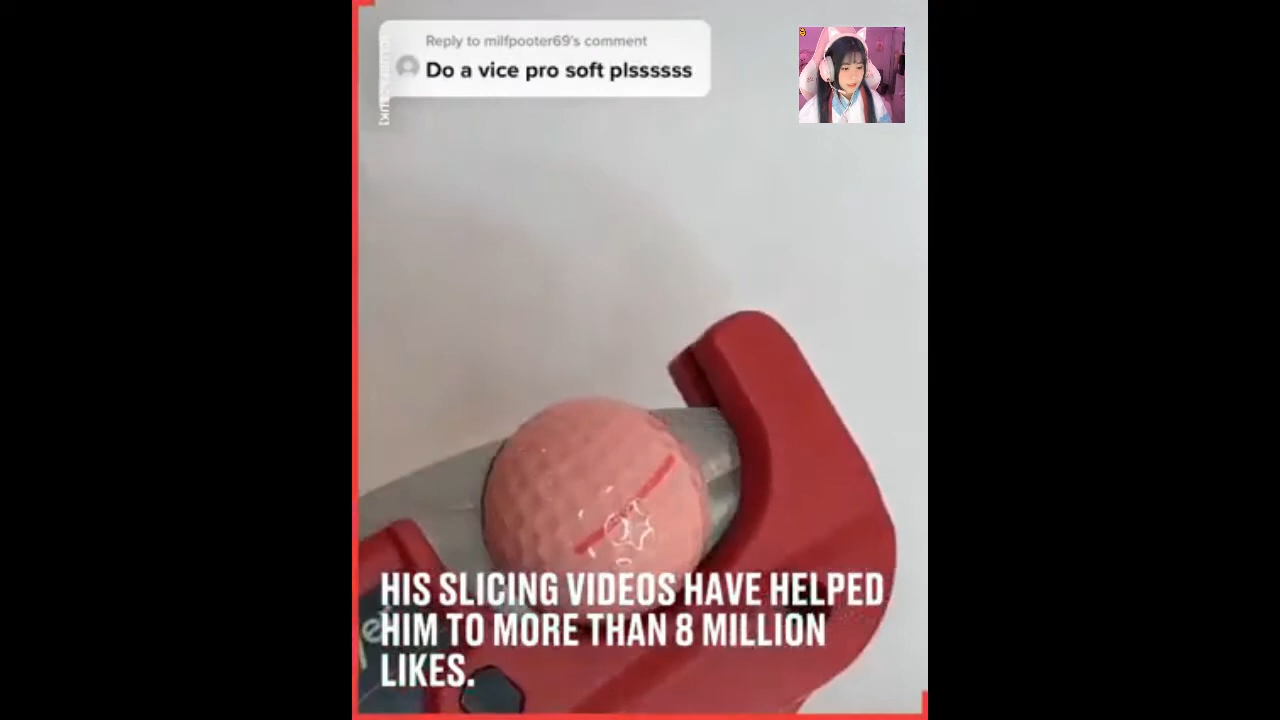 Reply to milfpooter69's comment
Do a vice pro soft plssssss
HIS SLICING VIDEOS HAVE HELPED
HIM TO MORE THAN 8 MILLION
LIKES.